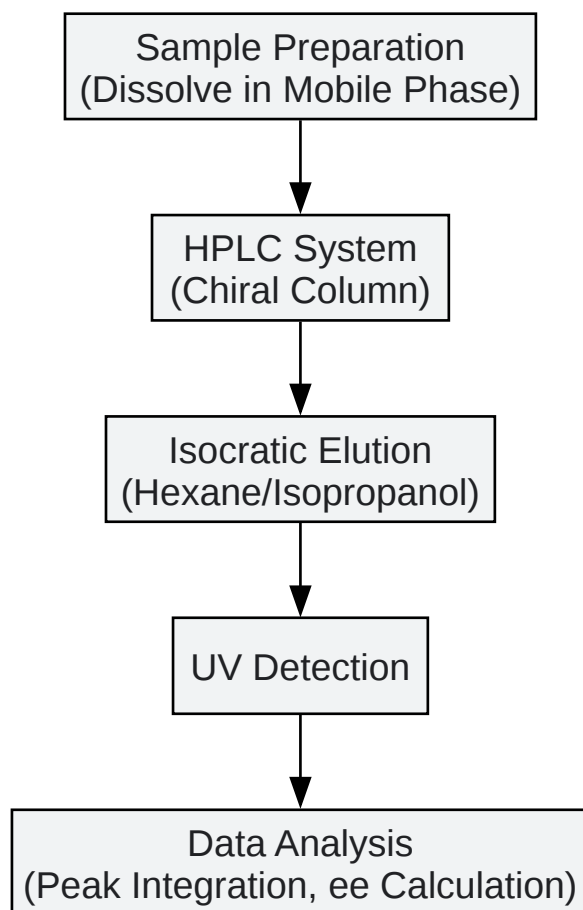 Sample Preparation
(Dissolve in Mobile Phase)
HPLC System
(Chiral Column)
Isocratic Elution
(Hexane/Isopropanol)
UV Detection
Data Analysis
(Peak Integration, ee Calculation)